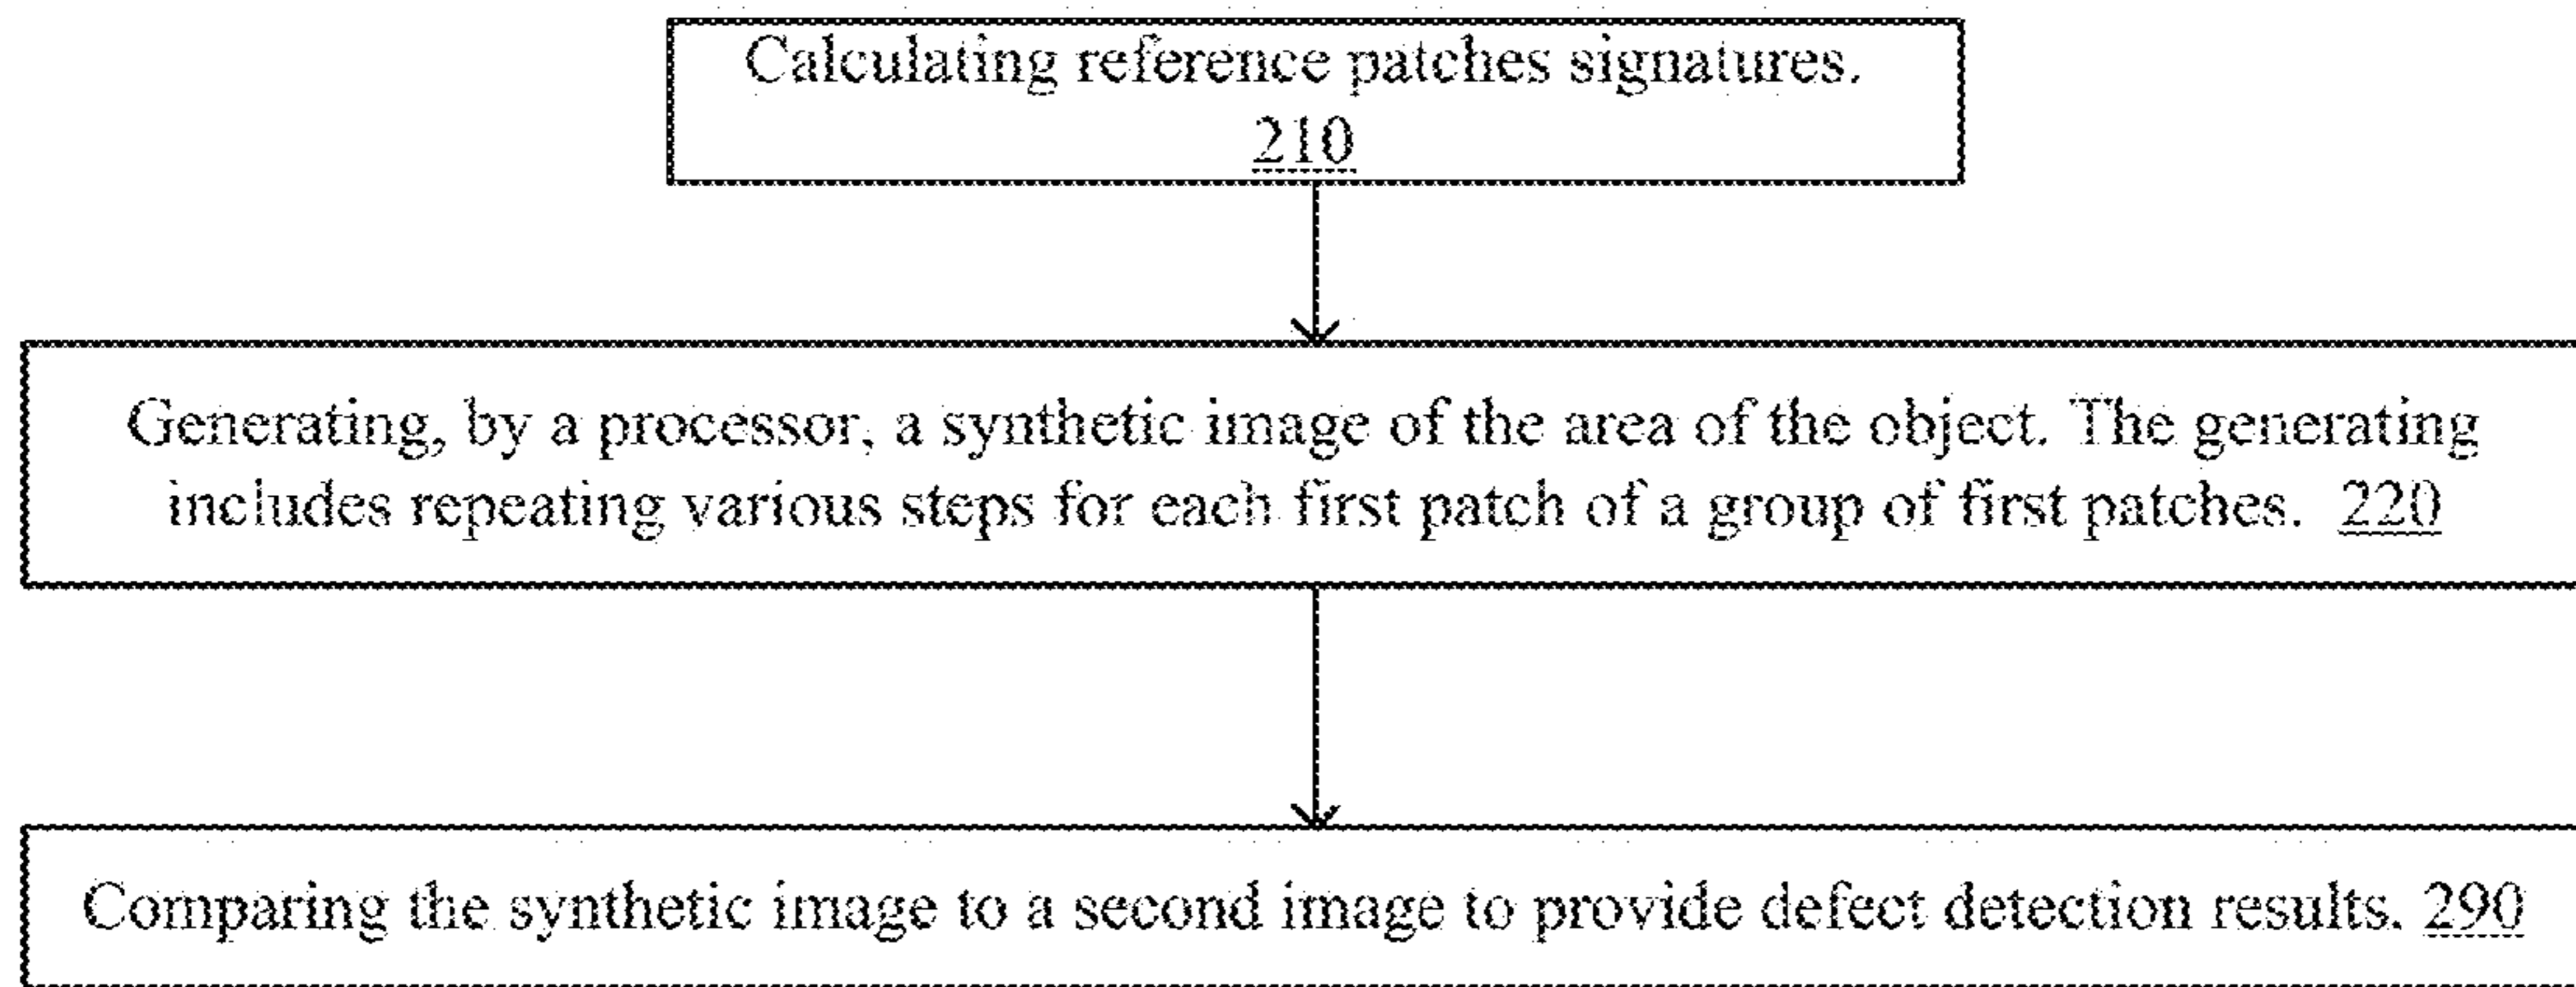 Calculating reference patches signatures.
210
Generating, by a processor, a synthetic image of the area of the object. The generating
includes repeating various steps for each first patch of a group of first patches. 220
Comparing the synthetic image to a second image to provide defect detection results. 290